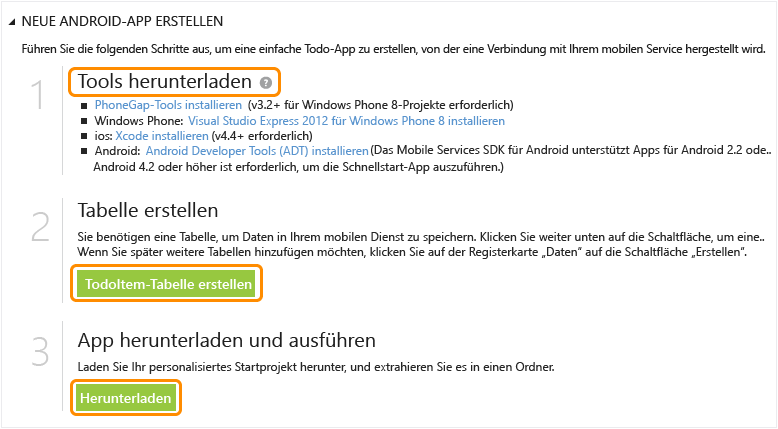 NEUE ANDROID-APP ERSTELLEN
Führen Sie die folgenden Schritte aus, um eine einfache Todo-App zu erstellen, von der eine Verbindung mit Ihrem mobilen Service hergestellt wird.
1 Tools herunterladen ?
PhoneGap-Tools installieren (v3.2+ für Windows Phone 8-Projekte erforderlich)
Windows Phone: Visual Studio Express 2012 für Windows Phone 8 installieren
ios: Xcode installieren (v4.4+ erforderlich)
Android: Android Developer Tools (ADT) installieren (Das Mobile Services SDK für Android unterstützt Apps für Android 2.2 ode..
Android 4.2 oder höher ist erforderlich, um die Schnellstart-App auszuführen.)
2 Tabelle erstellen
Sie benötigen eine Tabelle, um Daten in Ihrem mobilen Dienst zu speichern. Klicken Sie weiter unten auf die Schaltfläche, um eine..
Wenn Sie später weitere Tabellen hinzufügen möchten, klicken Sie auf der Registerkarte „Daten“ auf die Schaltfläche „Erstellen“.
TodoItem-Tabelle erstellen
3 App herunterladen und ausführen
Laden Sie Ihr personalisiertes Startprojekt herunter, und extrahieren Sie es in einen Ordner.
Herunterladen